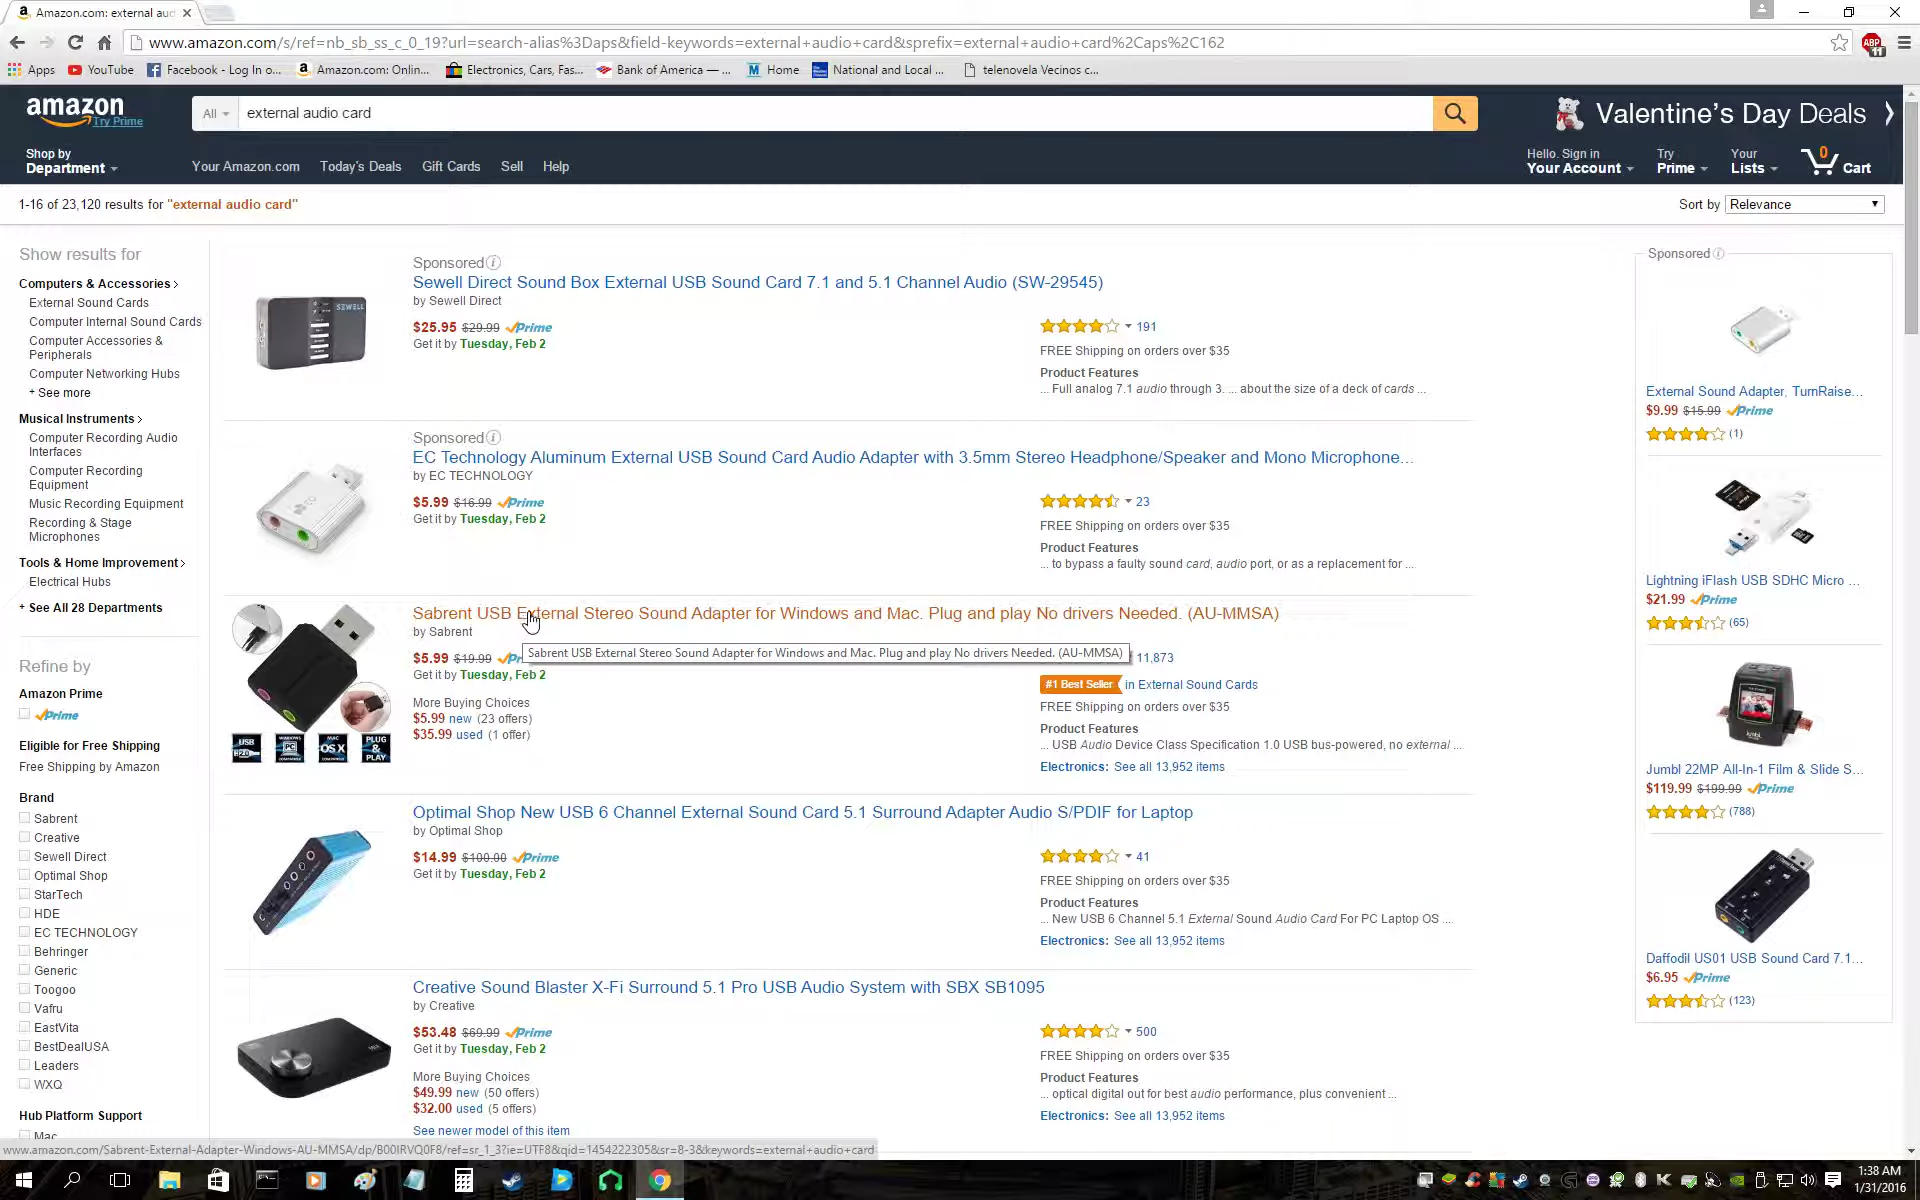 Amazon.com: external aud
www.amazon.com/s/ref=nb_sb_ss_c_0_19?url=search-alias%3Daps&field-keywords=external+audio+card&sprefix=external+audio+card%2Caps%2C162
ABP 11
Apps YouTube Facebook - Log In o... Amazon.com: Onlin... Electronics, Cars, Fas... Bank of America — ... Home National and Local ... telenovela Vecinos c...
amazon
Try Prime
All external audio card
Valentine's Day Deals
Shop by
Department
Your Amazon.com Today's Deals Gift Cards Sell Help
Hello. Sign in
Your Account
Try
Prime
Your
Lists
0
Cart
1-16 of 23,120 results for "external audio card"
Sort by Relevance
Show results for
Computers & Accessories
External Sound Cards
Computer Internal Sound Cards
Computer Accessories &
Peripherals
Computer Networking Hubs
+ See more
Musical Instruments
Computer Recording Audio
Interfaces
Computer Recording
Equipment
Music Recording Equipment
Recording & Stage
Microphones
Tools & Home Improvement
Electrical Hubs
+ See All 28 Departments
Refine by
Amazon Prime
Prime
Eligible for Free Shipping
Free Shipping by Amazon
Brand
Sabrent
Creative
Sewell Direct
Optimal Shop
StarTech
HDE
EC TECHNOLOGY
Behringer
Generic
Toogoo
Vafru
EastVita
BestDealUSA
Leaders
WXQ
Hub Platform Support
Mac
Sponsored
SEWELL
Sewell Direct Sound Box External USB Sound Card 7.1 and 5.1 Channel Audio (SW-29545)
by Sewell Direct
$25.95 $29.99 Prime
Get it by Tuesday, Feb 2
191
FREE Shipping on orders over $35
Product Features
... Full analog 7.1 audio through 3. ... about the size of a deck of cards ...
Sponsored
EC Technology Aluminum External USB Sound Card Audio Adapter with 3.5mm Stereo Headphone/Speaker and Mono Microphone...
by EC TECHNOLOGY
$5.99 $16.99 Prime
Get it by Tuesday, Feb 2
23
FREE Shipping on orders over $35
Product Features
... to bypass a faulty sound card, audio port, or as a replacement for ...
Sabrent USB External Stereo Sound Adapter for Windows and Mac. Plug and play No drivers Needed. (AU-MMSA)
by Sabrent
Sabrent USB External Stereo Sound Adapter for Windows and Mac. Plug and play No drivers Needed. (AU-MMSA)
$5.99 $19.99
Get it by Tuesday, Feb 2
More Buying Choices
$5.99 new (23 offers)
$35.99 used (1 offer)
USB
PC
OS X
PLUG & PLAY
11,873
#1 Best Seller in External Sound Cards
FREE Shipping on orders over $35
Product Features
... USB Audio Device Class Specification 1.0 USB bus-powered, no external ...
Electronics: See all 13,952 items
Optimal Shop New USB 6 Channel External Sound Card 5.1 Surround Adapter Audio S/PDIF for Laptop
by Optimal Shop
$14.99 $100.00 Prime
Get it by Tuesday, Feb 2
41
FREE Shipping on orders over $35
Product Features
... New USB 6 Channel 5.1 External Sound Audio Card For PC Laptop OS ...
Electronics: See all 13,952 items
Creative Sound Blaster X-Fi Surround 5.1 Pro USB Audio System with SBX SB1095
by Creative
$53.48 $69.99 Prime
Get it by Tuesday, Feb 2
More Buying Choices
$49.99 new (50 offers)
$32.00 used (5 offers)
See newer model of this item
500
FREE Shipping on orders over $35
Product Features
... optical digital out for best audio performance, plus convenient ...
Electronics: See all 13,952 items
Sponsored
External Sound Adapter, TurnRaise...
$9.99 $15.99 Prime
(1)
Lightning iFlash USB SDHC Micro ...
$21.99 Prime
(65)
Jumbl 22MP All-In-1 Film & Slide S...
$119.99 $199.99 Prime
(788)
Daffodil US01 USB Sound Card 7.1...
$6.95 Prime
(123)
www.amazon.com/Sabrent-External-Adapter-Windows-AU-MMSA/dp/B00IRVQ0F8/ref=sr_1_3?ie=UTF8&qid=1454222305&sr=8-3&keywords=external+audio+card
1:38 AM
1/31/2016